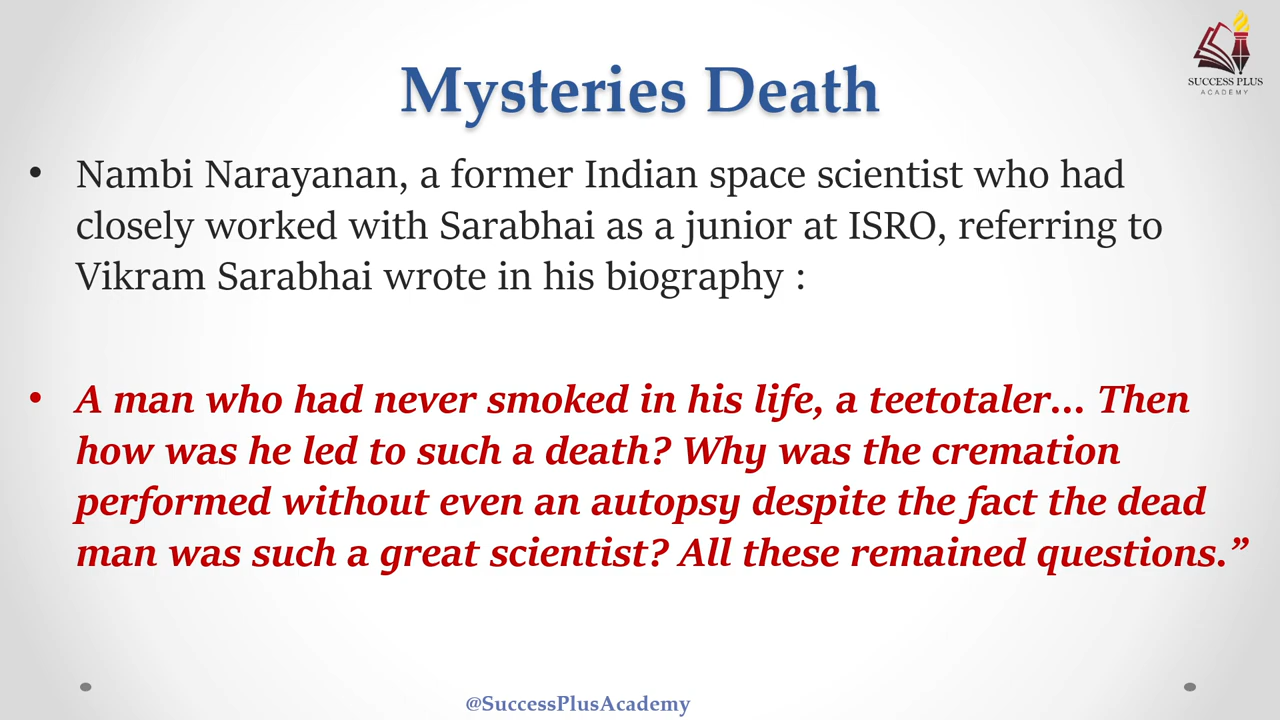 SUCCESS PLUS
ACADEMY
Mysteries Death
• Nambi Narayanan, a former Indian space scientist who had
closely worked with Sarabhai as a junior at ISRO, referring to
Vikram Sarabhai wrote in his biography :
• A man who had never smoked in his life, a teetotaler... Then
how was he led to such a death? Why was the cremation
performed without even an autopsy despite the fact the dead
man was such a great scientist? All these remained questions.”
@SuccessPlusAcademy